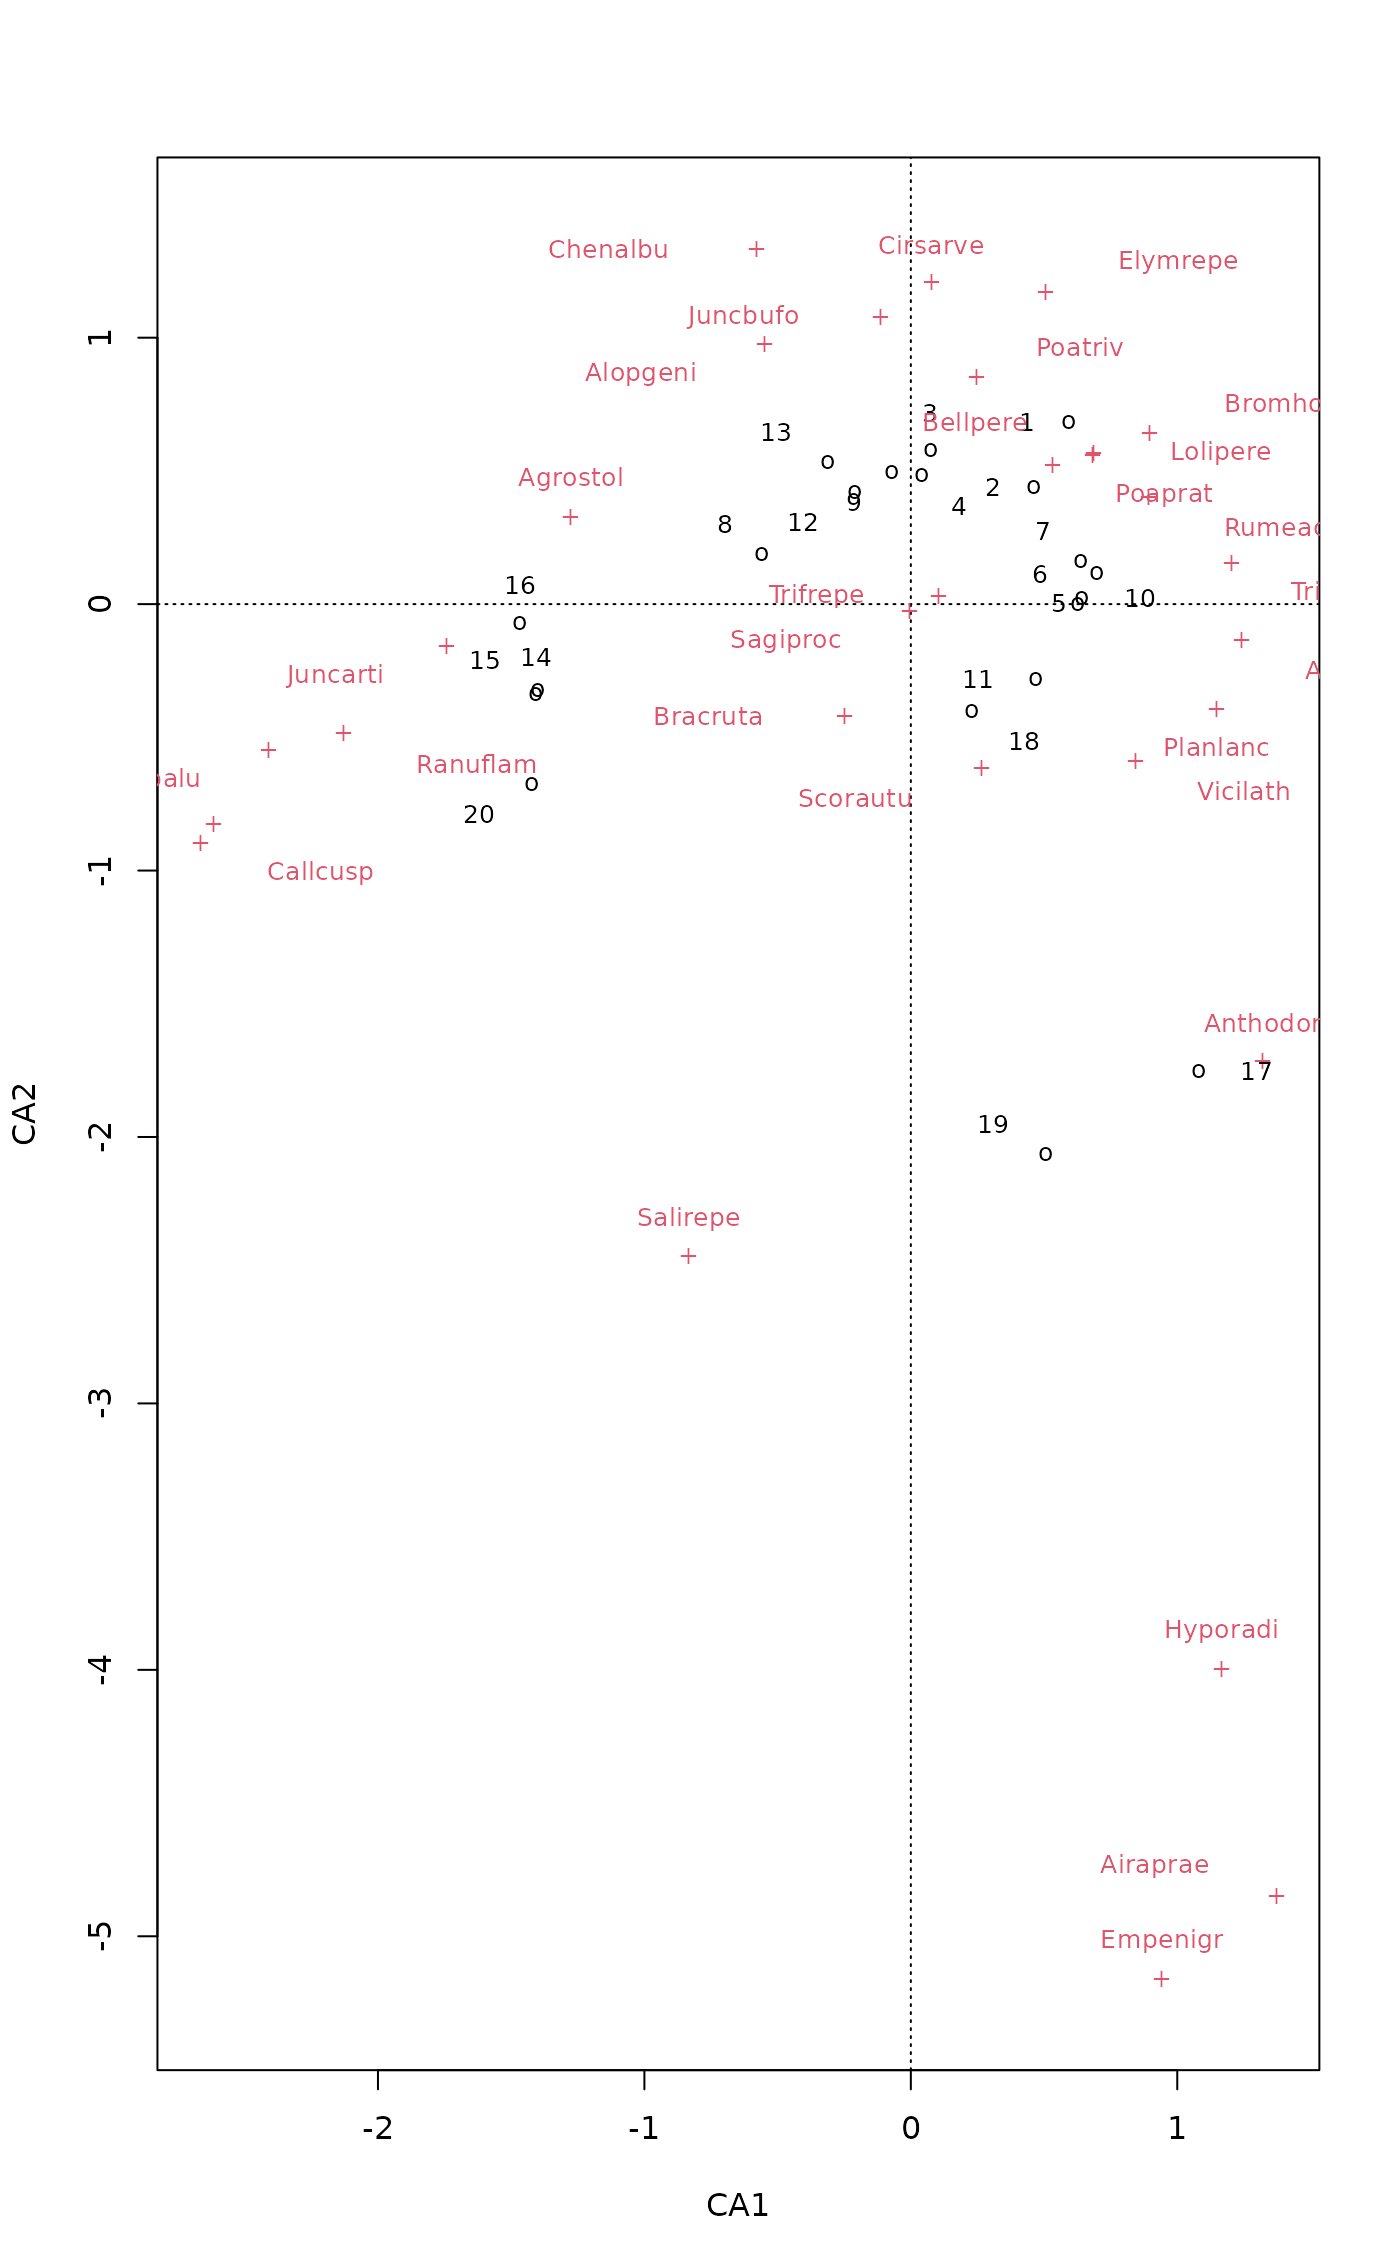 Cirsarve
Chenalbu
Elymrepe
Juncbufo
1
Poatriv
Alopgeni
Bromho
3
Bellpere
1
13
Lolipere
Agrostol
2
Poaprat
9
4
8
12
Rumeac
7
6
16
Trifrepe
Tri
10
5
0
Sagiproc
14
15
A
Juncarti
11
Bracruta
18
Planlanc
Ranuflam
alu
Vicilath
Scorautu
20
-1
Callcusp
Anthodor
17
CA2
19
-2
Salirepe
-3
Hyporadi
-4
Airaprae
Empenigr
-5
-2
-1
0
1
CA1